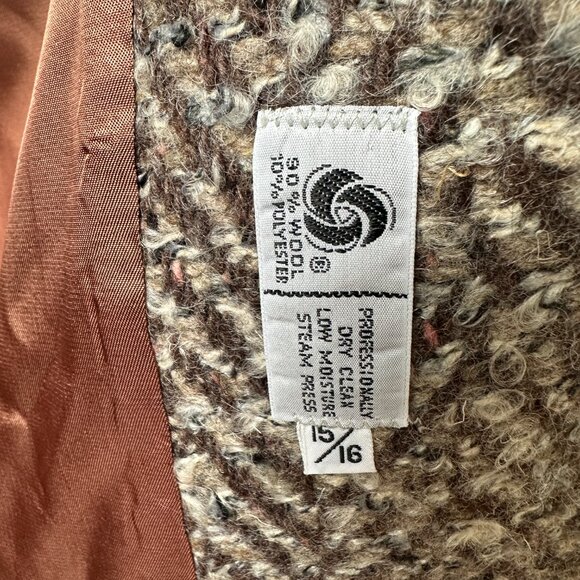 90% WOOL
10% POLYESTER
®
PROFESSIONALLY
DRY CLEAN
LOW MOISTURE
STEAM PRESS
15/16